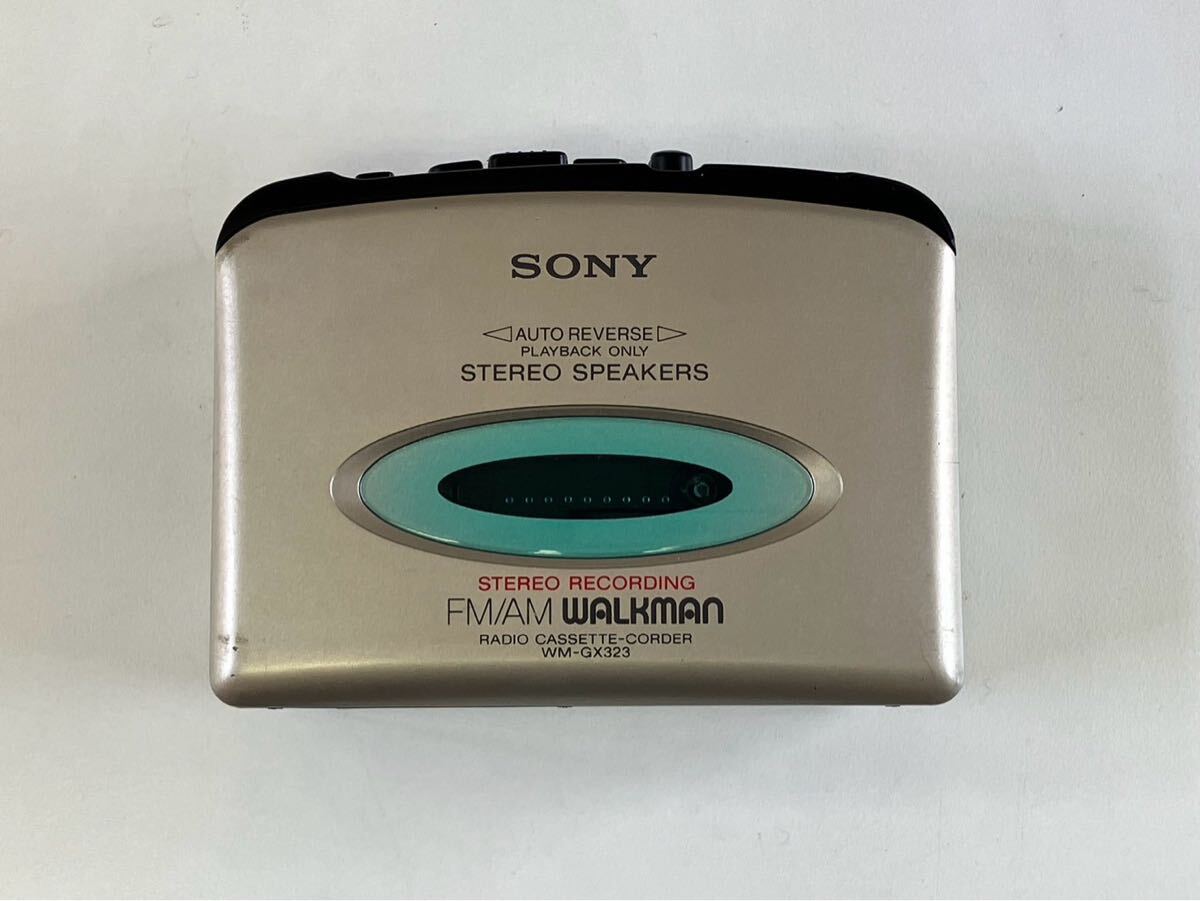 SONY
AUTO REVERSE
PLAYBACK ONLY
STEREO SPEAKERS
STEREO RECORDING
FM/AM WALKMAN
RADIO CASSETTE-CORDER
WM-GX323